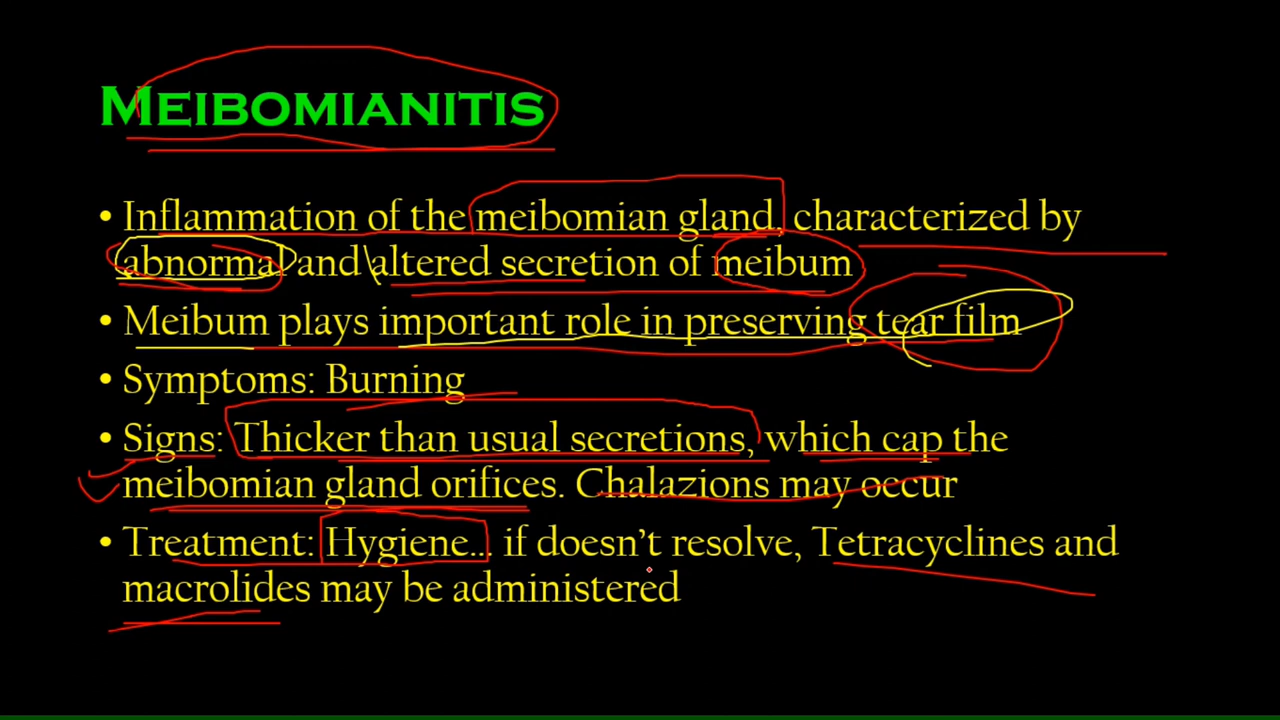 MEIBOMIANITIS
• Inflammation of the meibomian gland, characterized by
abnormal and altered secretion of meibum
• Meibum plays important role in preserving tear film
• Symptoms: Burning
• Signs: Thicker than usual secretions, which cap the
meibomian gland orifices. Chalazions may occur
• Treatment: Hygiene... if doesn't resolve, Tetracyclines and
macrolides may be administered